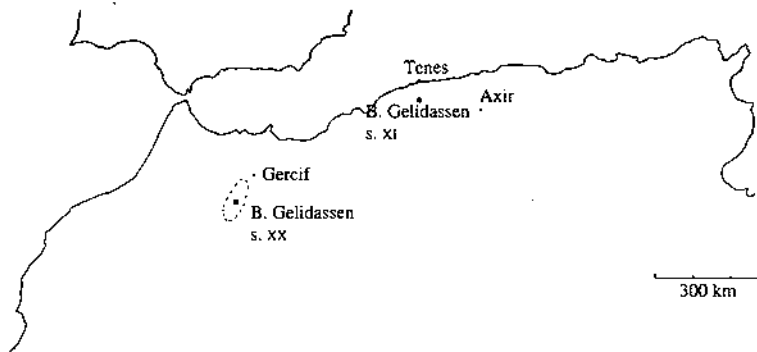 Tenes
Axir
B. Gelidassen
s. XI
Gercif
B. Gelidassen
s. XX
300 km